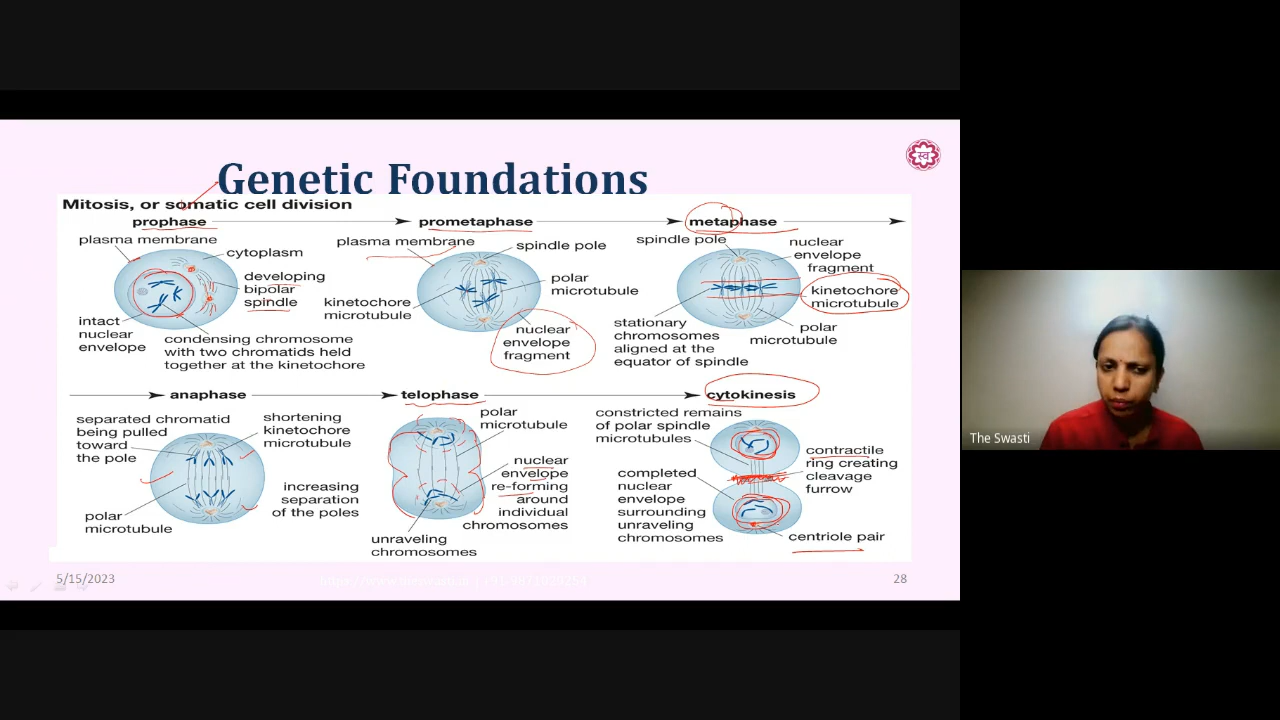 स्व
Genetic Foundations
Mitosis, or somatic cell division
prophase
prometaphase
metaphase
plasma membrane
cytoplasm
developing
bipolar
spindle
intact
nuclear
envelope
condensing chromosome
with two chromatids held
together at the kinetochore
plasma membrane
spindle pole
polar
microtubule
kinetochore
microtubule
nuclear
envelope
fragment
spindle pole
nuclear
envelope
fragment
kinetochore
microtubule
polar
microtubule
stationary
chromosomes
aligned at the
equator of spindle
anaphase
telophase
cytokinesis
separated chromatid
being pulled
toward
the pole
shortening
kinetochore
microtubule
polar
microtubule
increasing
separation
of the poles
polar
microtubule
nuclear
envelope
re-forming
around
individual
chromosomes
unraveling
chromosomes
constricted remains
of polar spindle
microtubules
completed
nuclear
envelope
surrounding
unraveling
chromosomes
contractile
ring creating
cleavage
furrow
centriole pair
5/15/2023
28
The Swasti